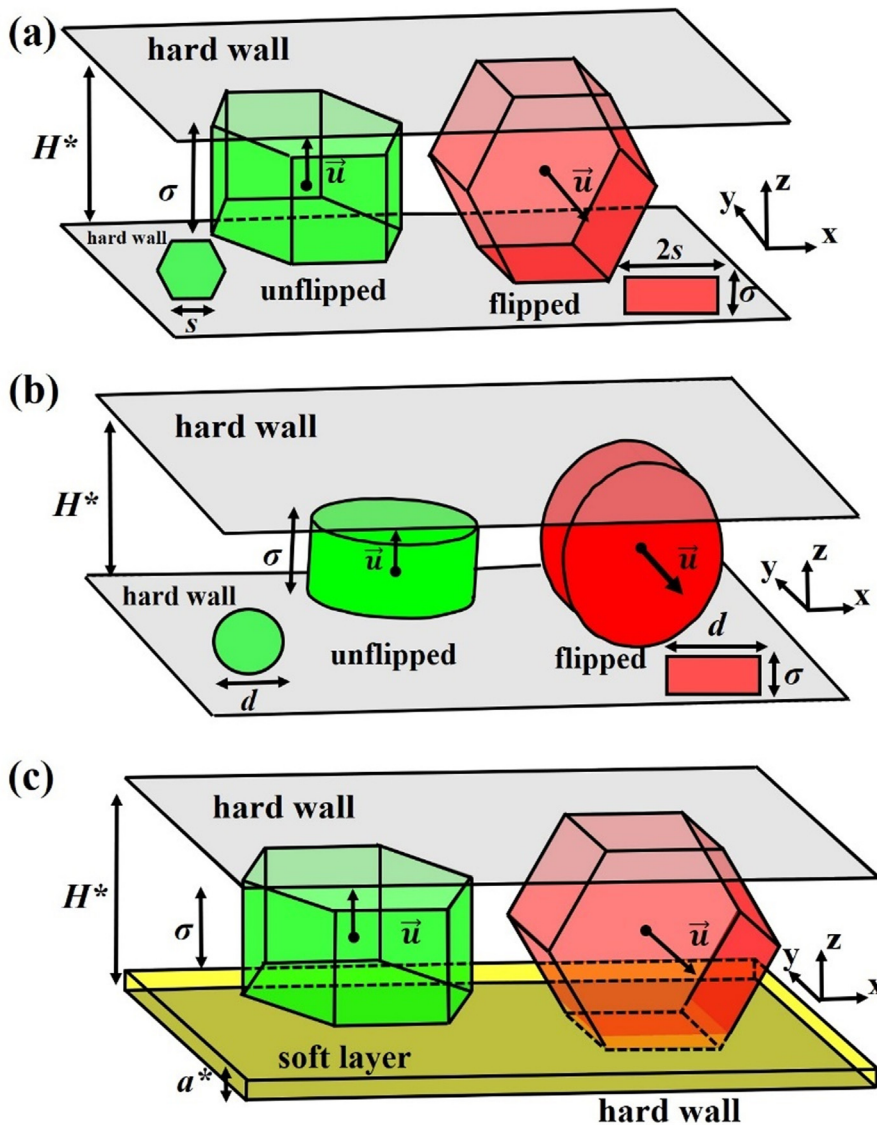 (a)
hard wall
H*
σ
u⃗
u⃗
y z x
hard wall
s
unflipped
flipped
2s
σ
(b)
hard wall
H*
σ
u⃗
u⃗
y z x
hard wall
d
unflipped
flipped
d
σ
(c)
hard wall
H*
σ
u⃗
u⃗
y z x
soft layer
a*
hard wall